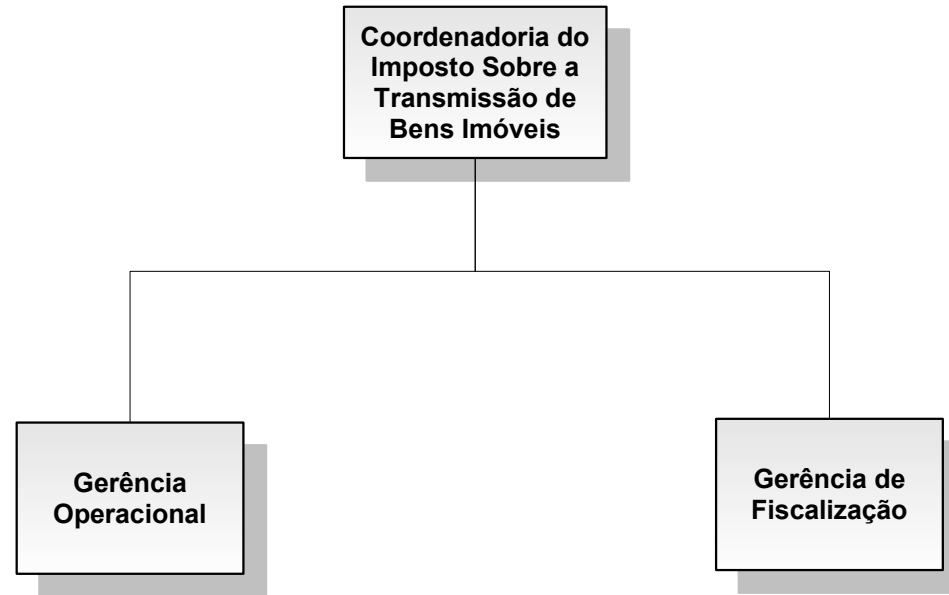 Coordenadoria do
Imposto Sobre a
Transmissão de
Bens Imóveis
Gerência
Operacional
Gerência de
Fiscalização